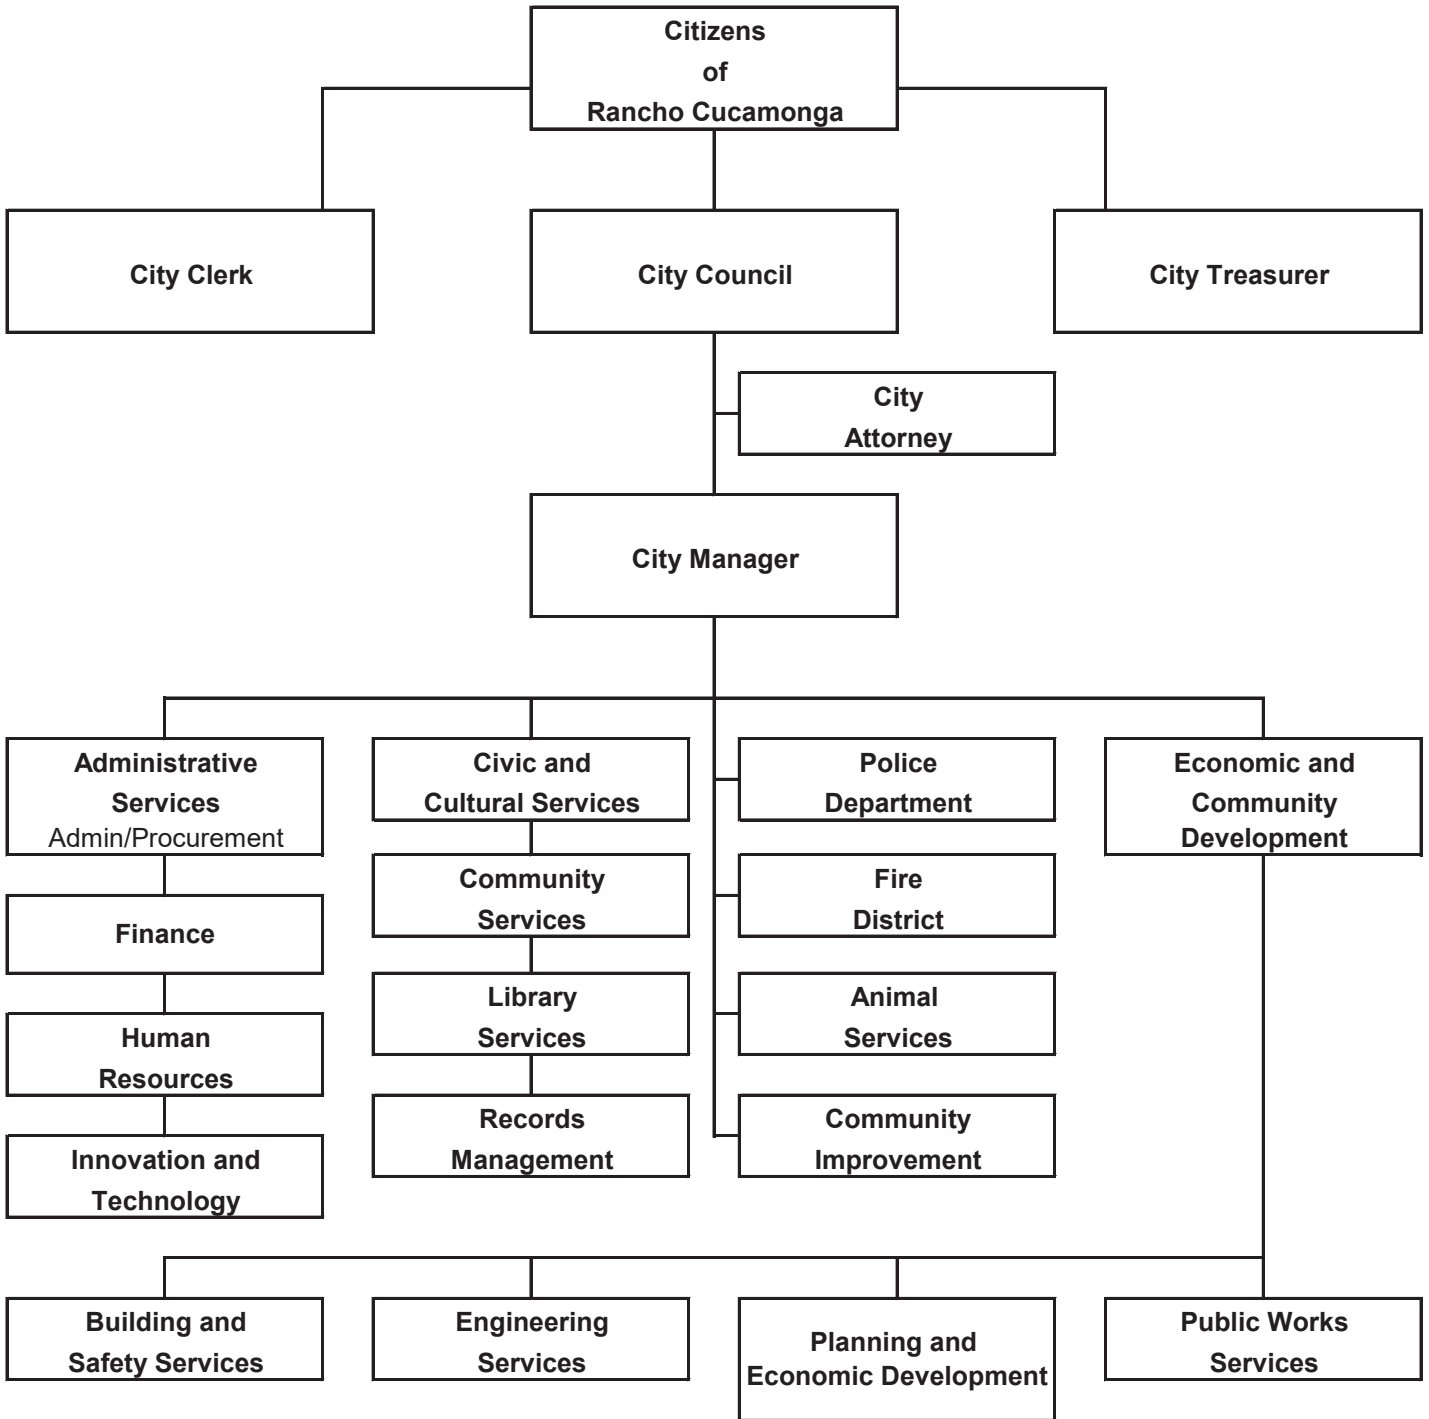 Citizens
of
Rancho Cucamonga
City Clerk
City Council
City Treasurer
City
Attorney
City Manager
Administrative
Services
Admin/Procurement
Civic and
Cultural Services
Police
Department
Economic and
Community
Development
Finance
Community
Services
Fire
District
Human
Resources
Library
Services
Animal
Services
Innovation and
Technology
Records
Management
Community
Improvement
Building and
Safety Services
Engineering
Services
Planning and
Economic Development
Public Works
Services